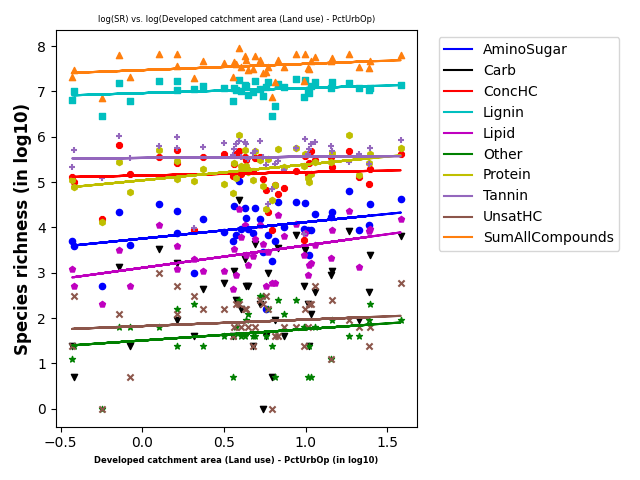 log(SR) vs. log(Developed catchment area (Land use) - PctUrbOp)
Species richness (in log10)
8
7
6
5
4
3
2
1
0
−0.5
0.0
0.5
1.0
1.5
Developed catchment area (Land use) - PctUrbOp (in log10)
AminoSugar
Carb
ConcHC
Lignin
Lipid
Other
Protein
Tannin
UnsatHC
SumAllCompounds